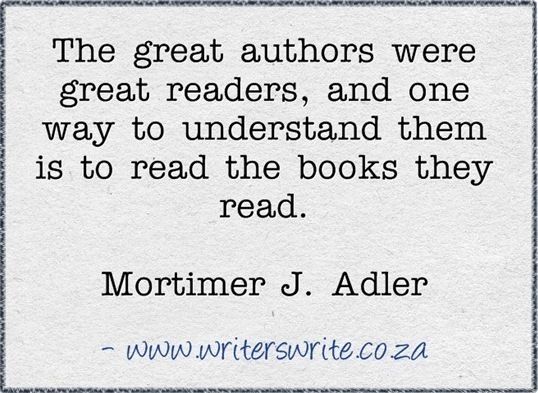 The great authors were
great readers, and one
way to understand them
is to read the books they
read.
Mortimer J. Adler
- www.writerswrite.co.za